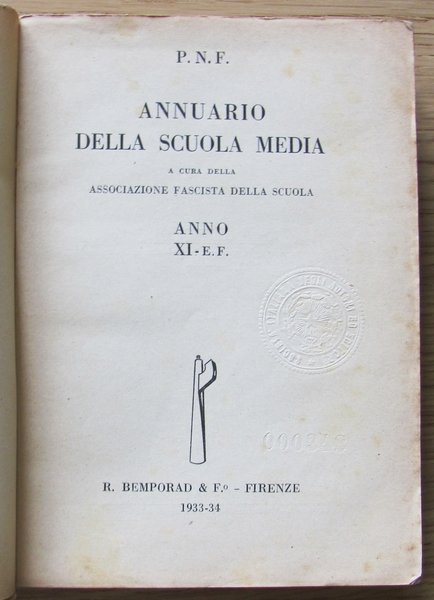 P. N. F.
ANNUARIO
DELLA SCUOLA MEDIA
A CURA DELLA
ASSOCIAZIONE FASCISTA DELLA SCUOLA
ANNO
XI - E. F.
R. BEMPORAD & F.º - FIRENZE
1933-34